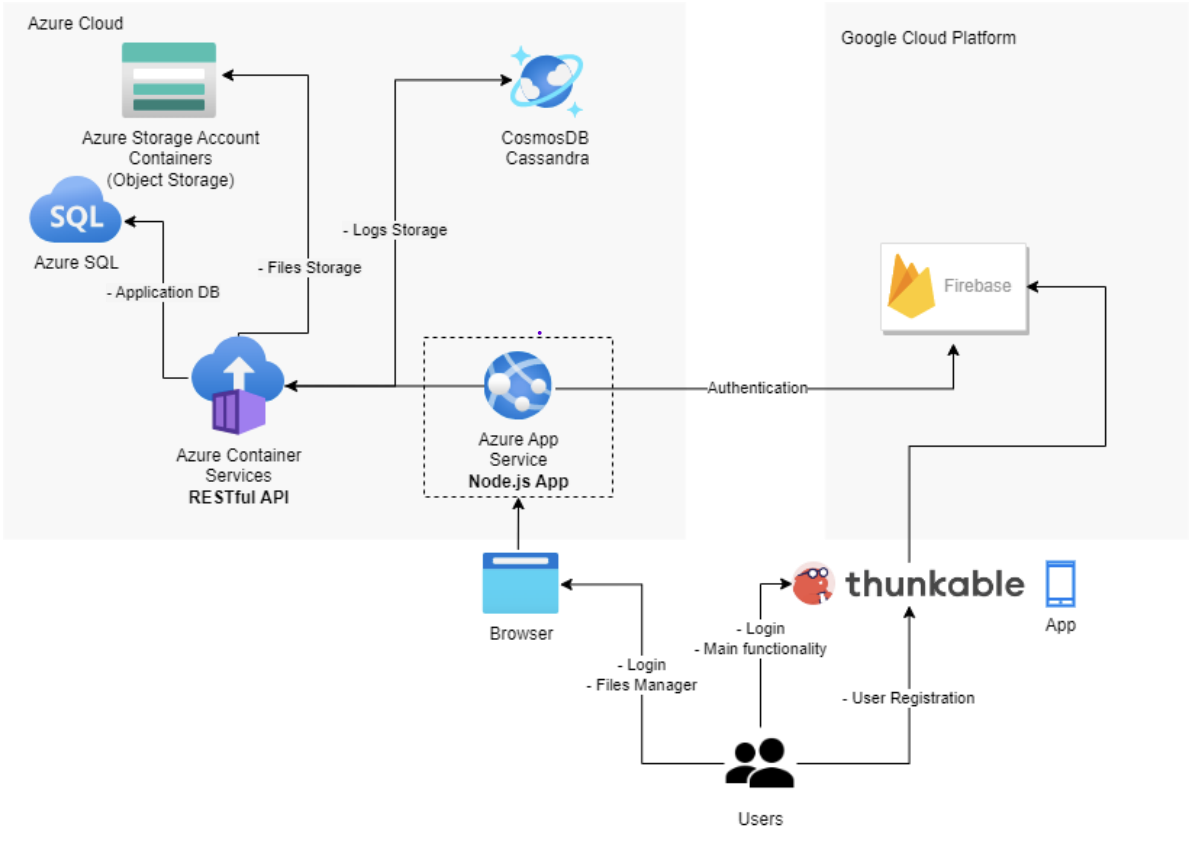 Azure Cloud
Google Cloud Platform
Azure Storage Account
Containers
(Object Storage)
CosmosDB
Cassandra
SQL
Azure SQL
- Logs Storage
- Files Storage
- Application DB
Firebase
Authentication
Azure Container
Services
RESTful API
Azure App
Service
Node.js App
Browser
thunkable
App
- Login
- Main functionality
- Login
- Files Manager
- User Registration
Users